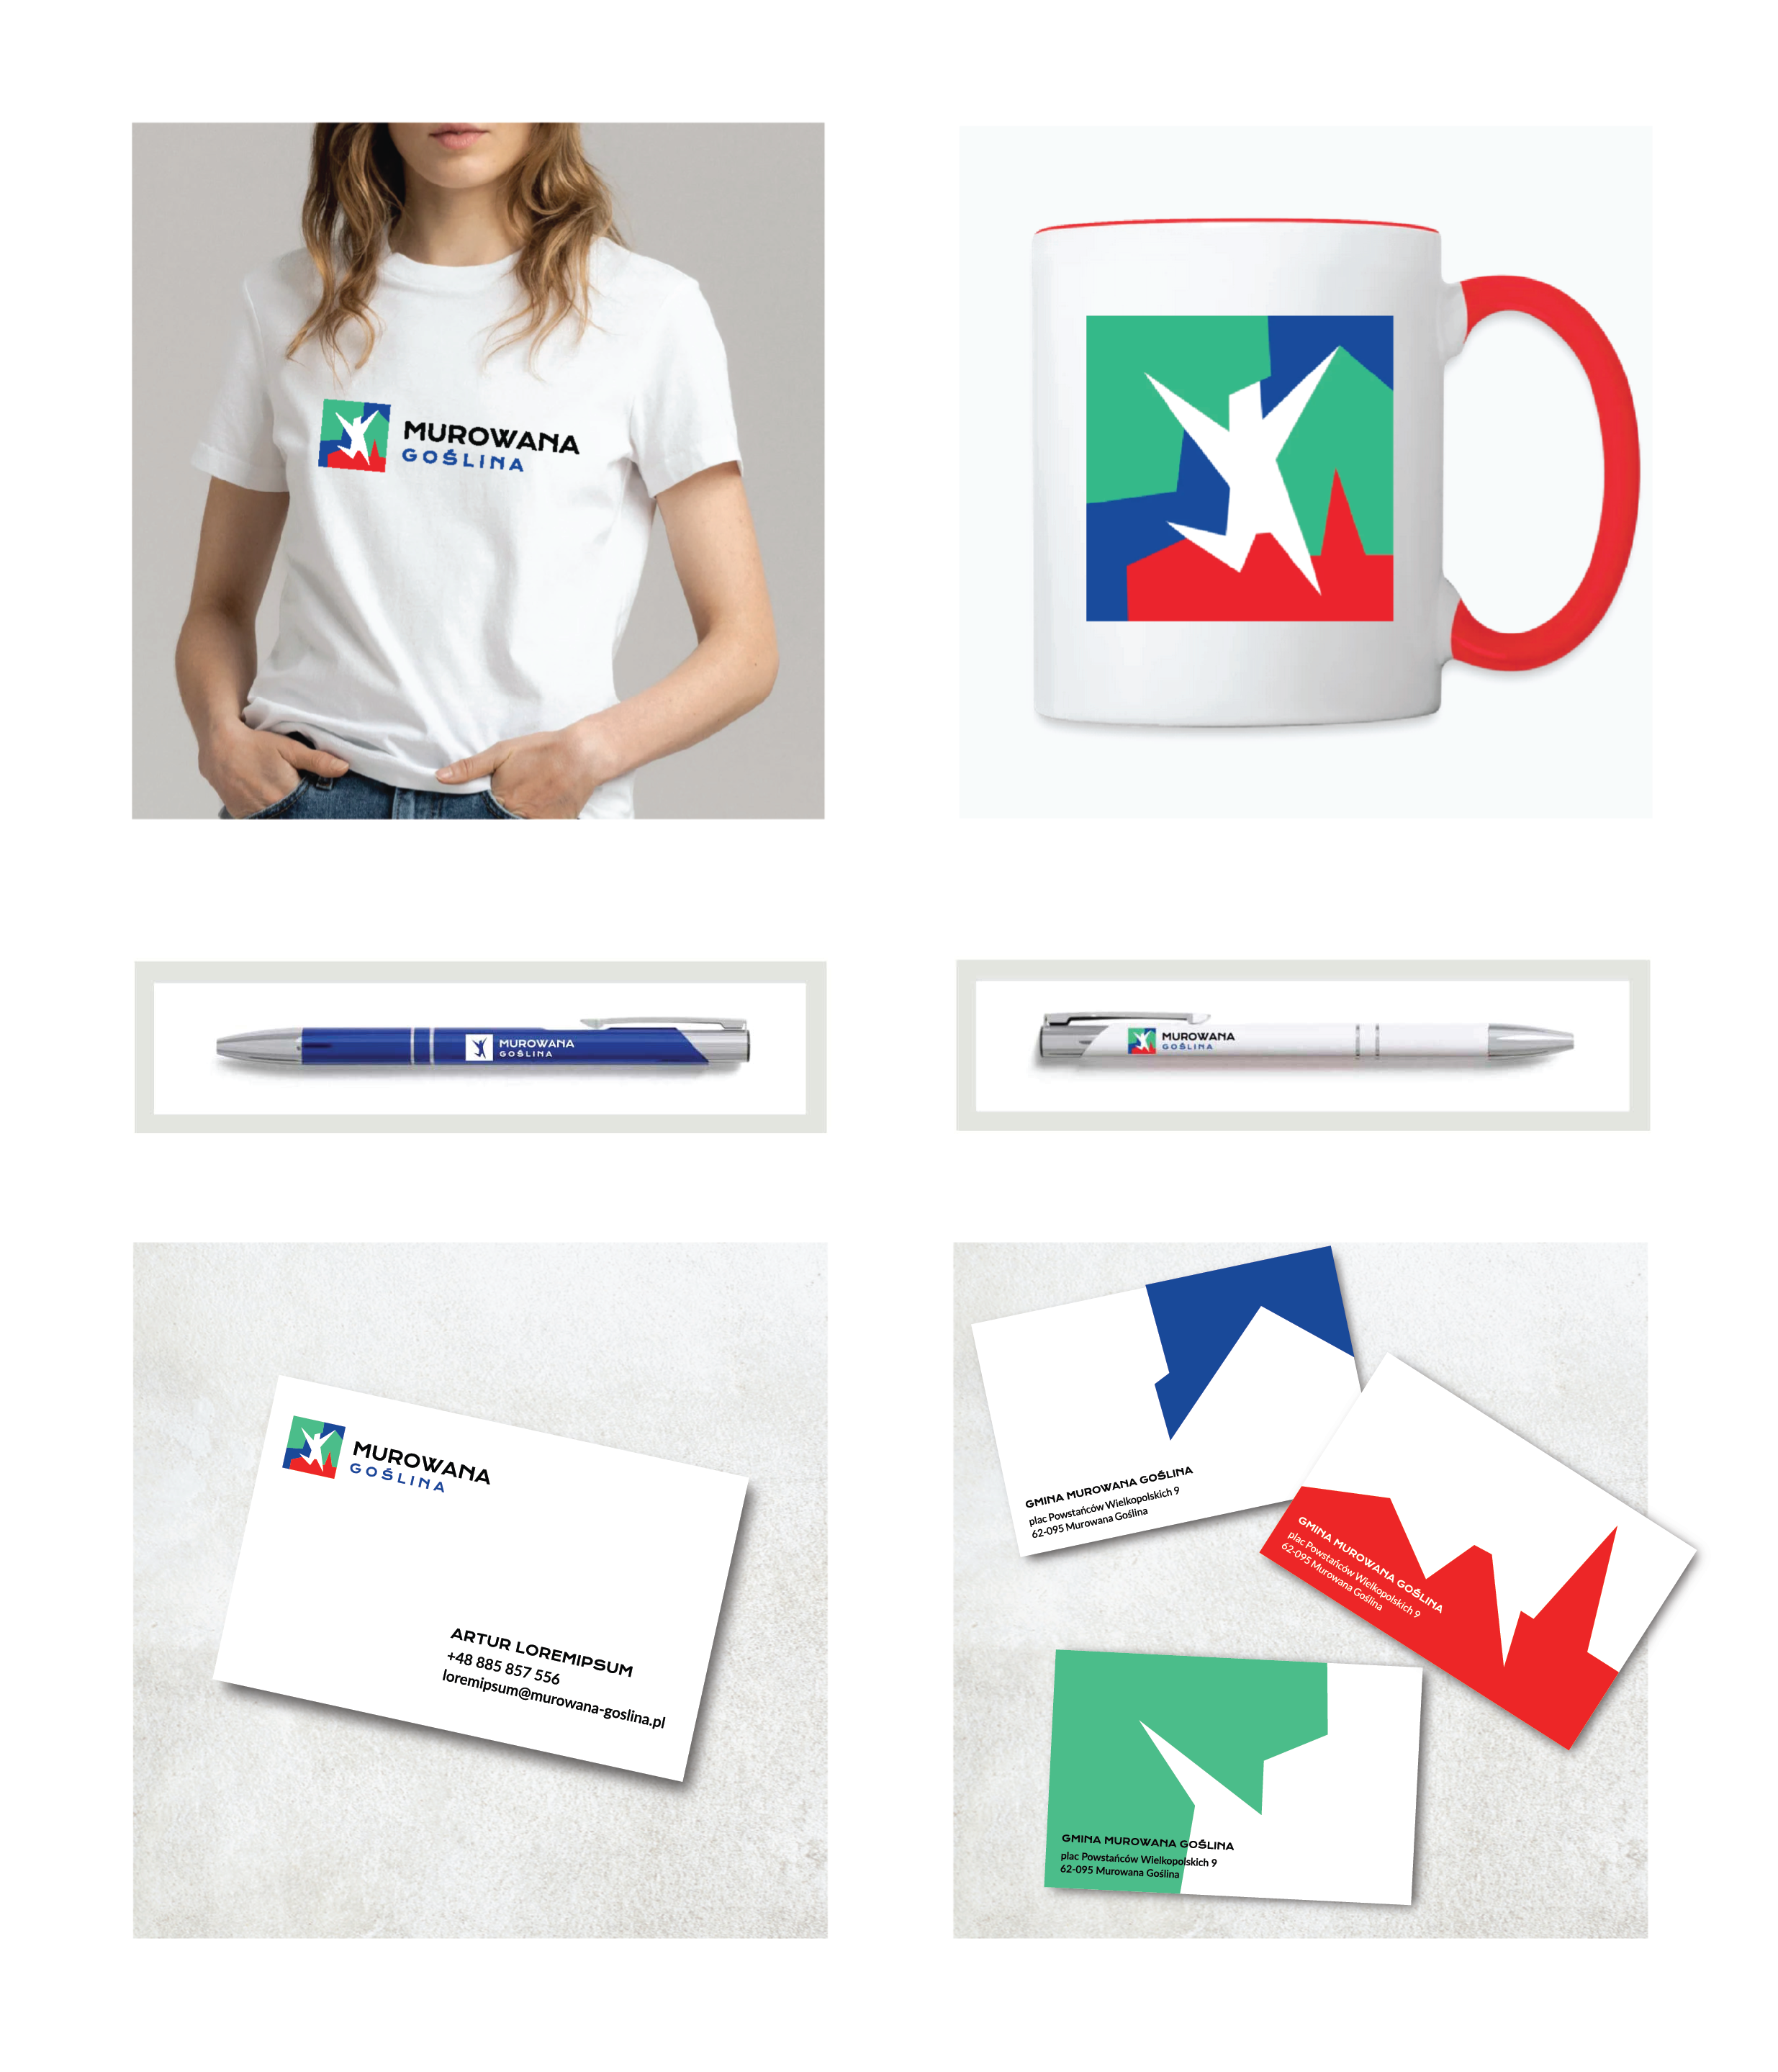 MUROWANA
GOŚLINA
MUROWANA
GOŚLINA
MUROWANA
GOŚLINA
MUROWANA
GOŚLINA
ARTUR LOREMIPSUM
+48 885 857 556
loremipsum@murowana-goslina.pl
GMINA MUROWANA GOŚLINA
plac Powstańców Wielkopolskich 9
62-095 Murowana Goślina
GMINA MUROWANA GOŚLINA
plac Powstańców Wielkopolskich 9
62-095 Murowana Goślina
GMINA MUROWANA GOŚLINA
plac Powstańców Wielkopolskich 9
62-095 Murowana Goślina